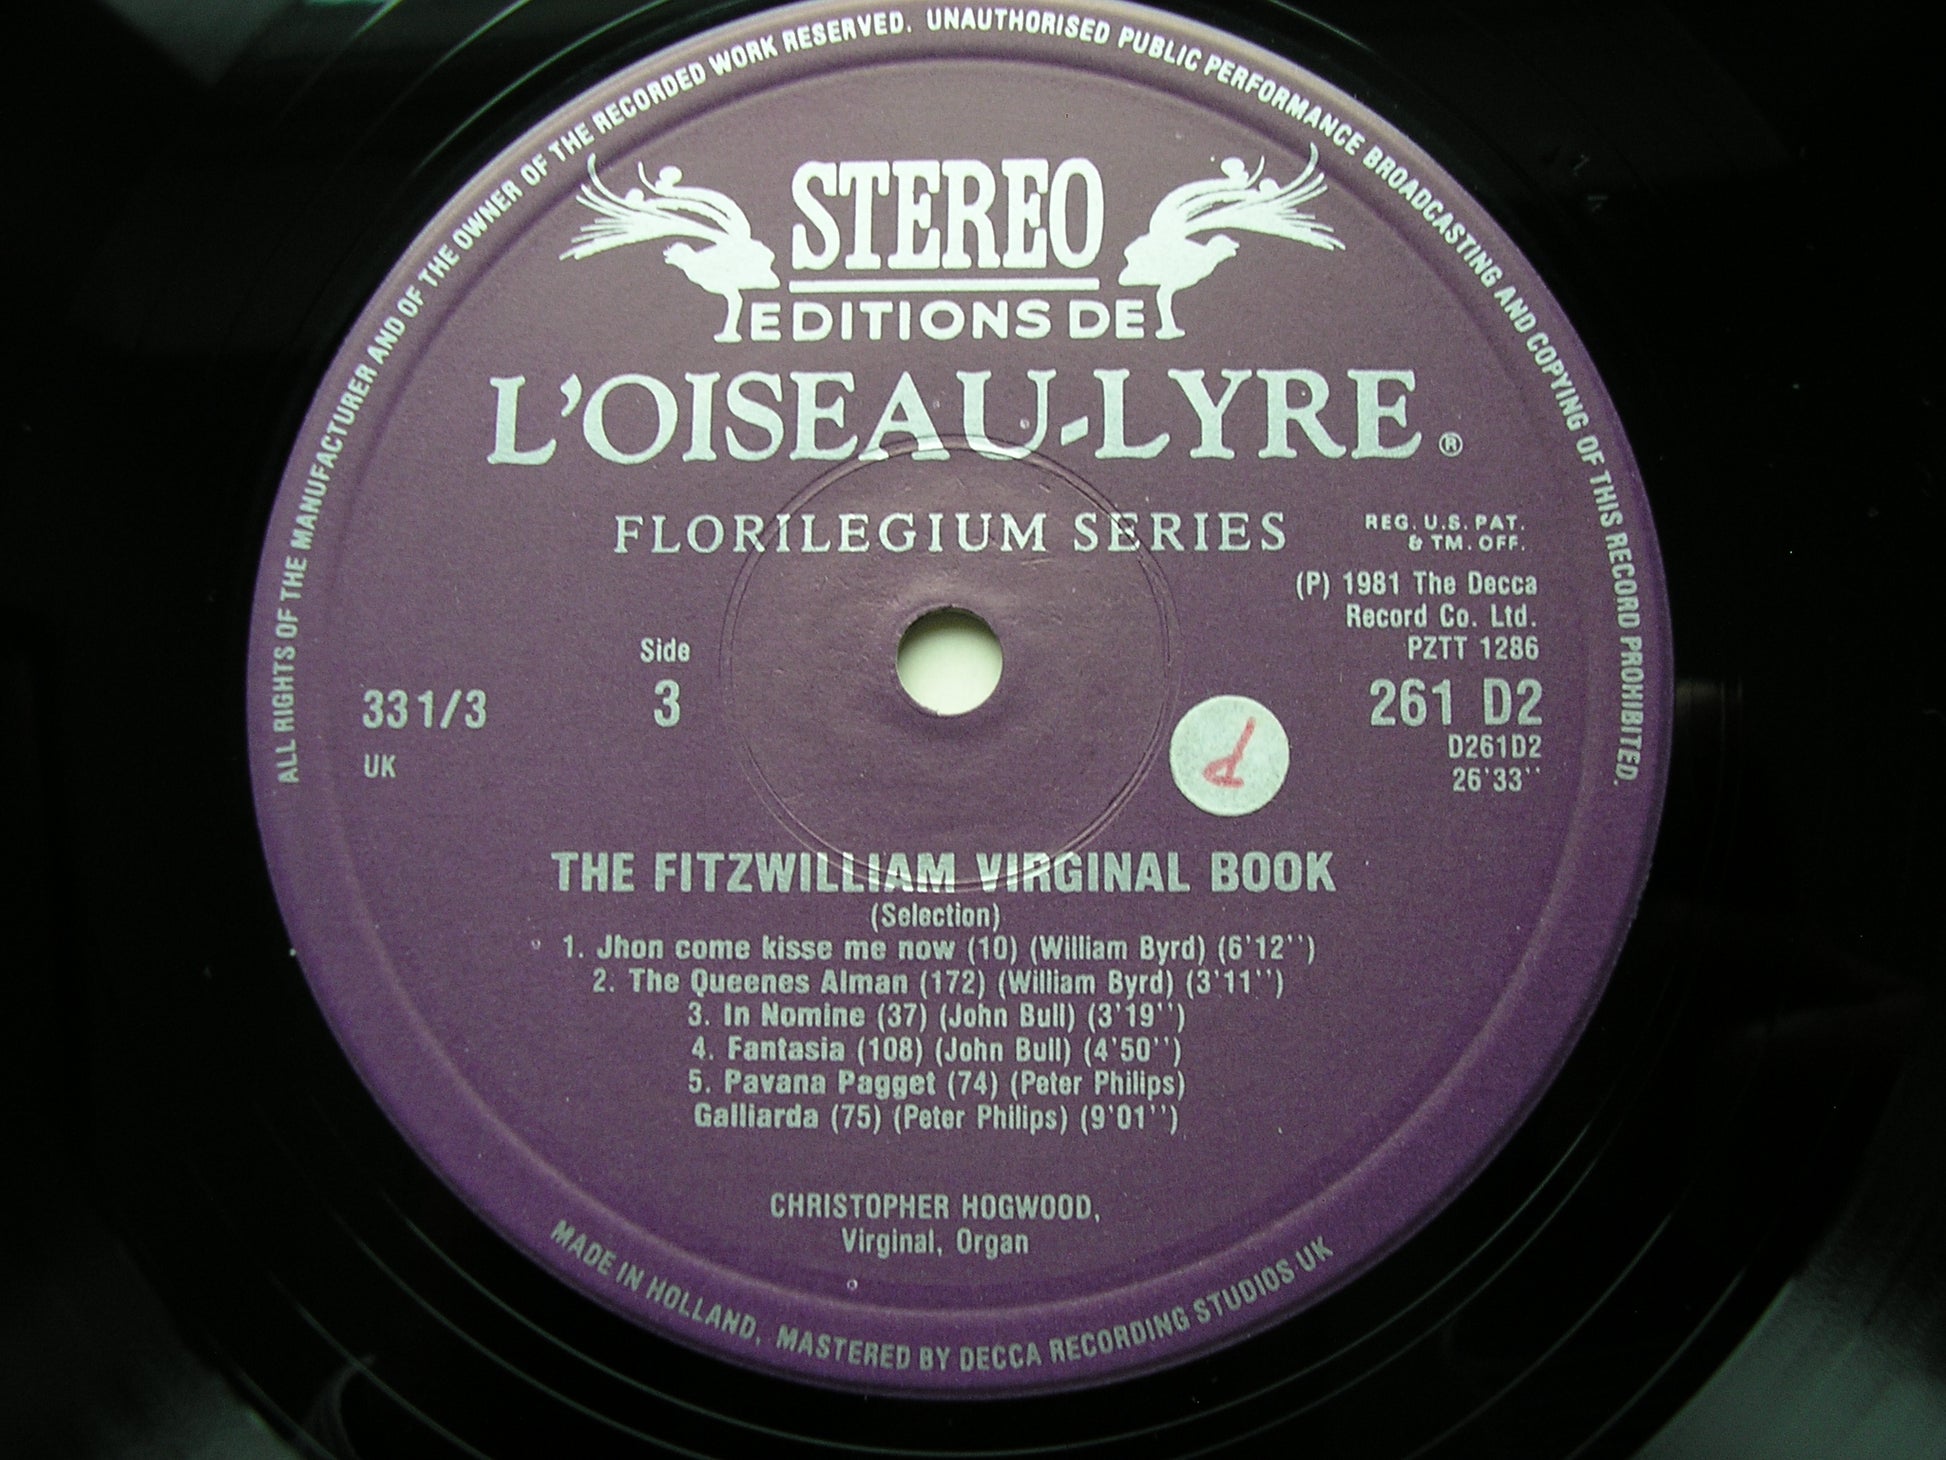 ALL RIGHTS OF THE MANUFACTURER AND OF THE OWNER OF THE RECORDED WORK RESERVED. UNAUTHORISED PUBLIC PERFORMANCE BROADCASTING AND COPYING OF THIS RECORD PROHIBITED.
STEREO
EDITIONS DE
L'OISEAU-LYRE ®
FLORILEGIUM SERIES
REG. U.S. PAT.
& TM. OFF.
(P) 1981 The Decca
Record Co. Ltd.
PZTT 1286
Side
3
33 1/3
UK
261 D2
D261D2
26'33''
THE FITZWILLIAM VIRGINAL BOOK
(Selection)
1. Jhon come kisse me now (10) (William Byrd) (6'12'')
2. The Queenes Alman (172) (William Byrd) (3'11'')
3. In Nomine (37) (John Bull) (3'19'')
4. Fantasia (108) (John Bull) (4'50'')
5. Pavana Pagget (74) (Peter Philips)
Galliarda (75) (Peter Philips) (9'01'')
CHRISTOPHER HOGWOOD,
Virginal, Organ
MADE IN HOLLAND, MASTERED BY DECCA RECORDING STUDIOS UK